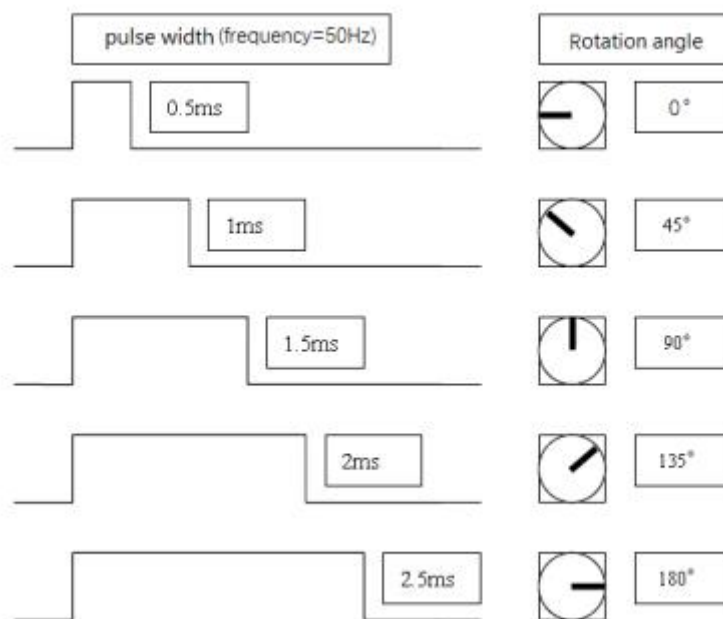 pulse width (frequency=50Hz)
Rotation angle
0.5ms
0°
1ms
45°
1.5ms
90°
2ms
135°
2.5ms
180°